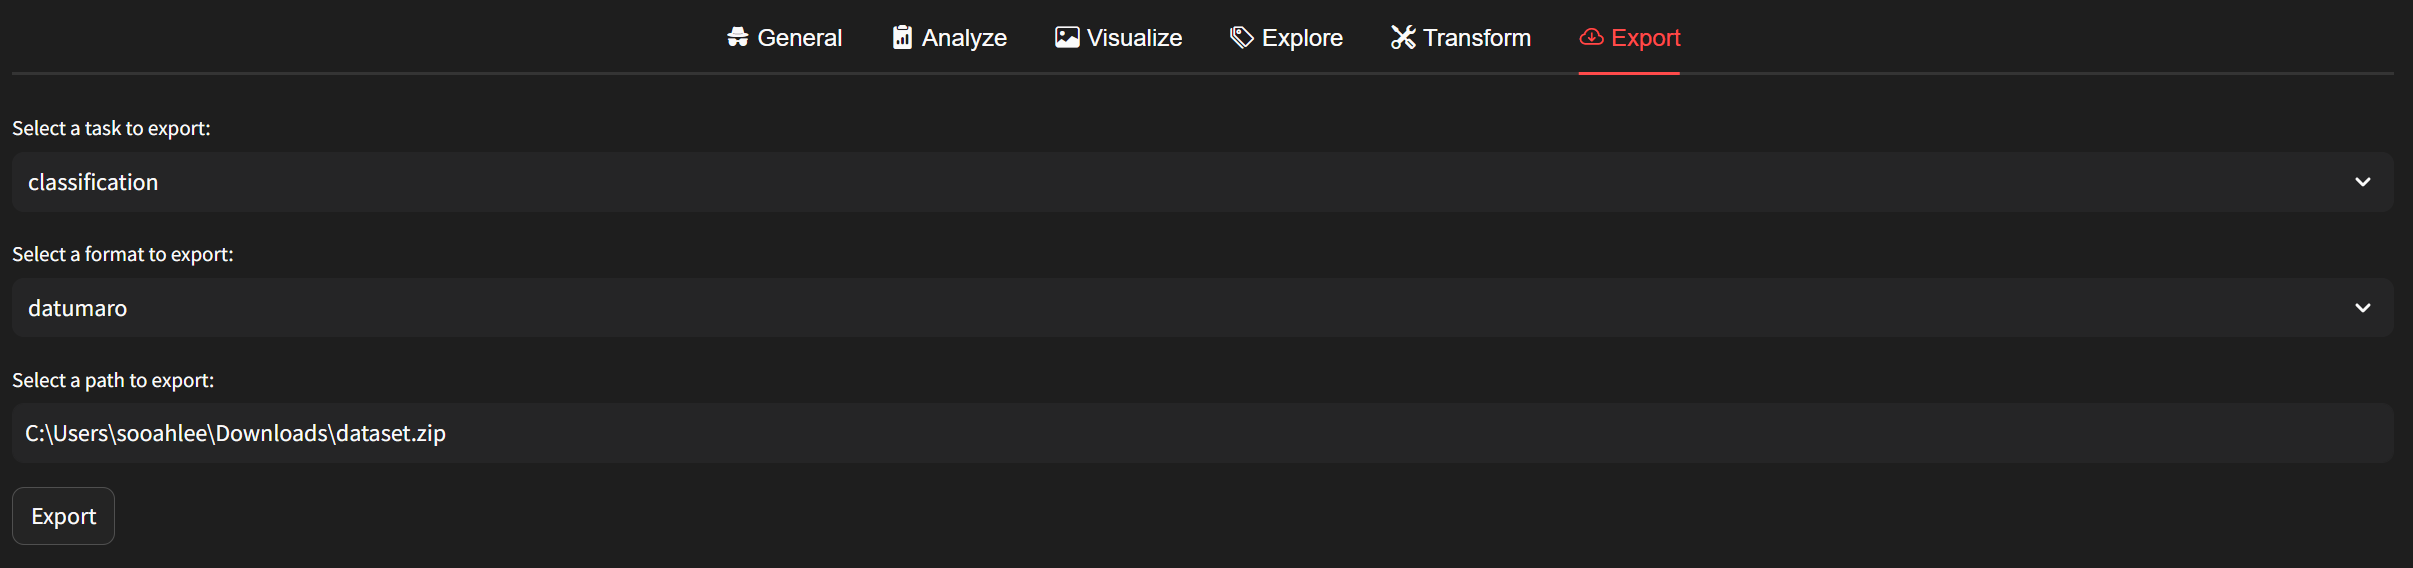 General Analyze Visualize Explore Transform Export
Select a task to export:
classification
Select a format to export:
datumaro
Select a path to export:
C:\Users\sooahlee\Downloads\dataset.zip
Export